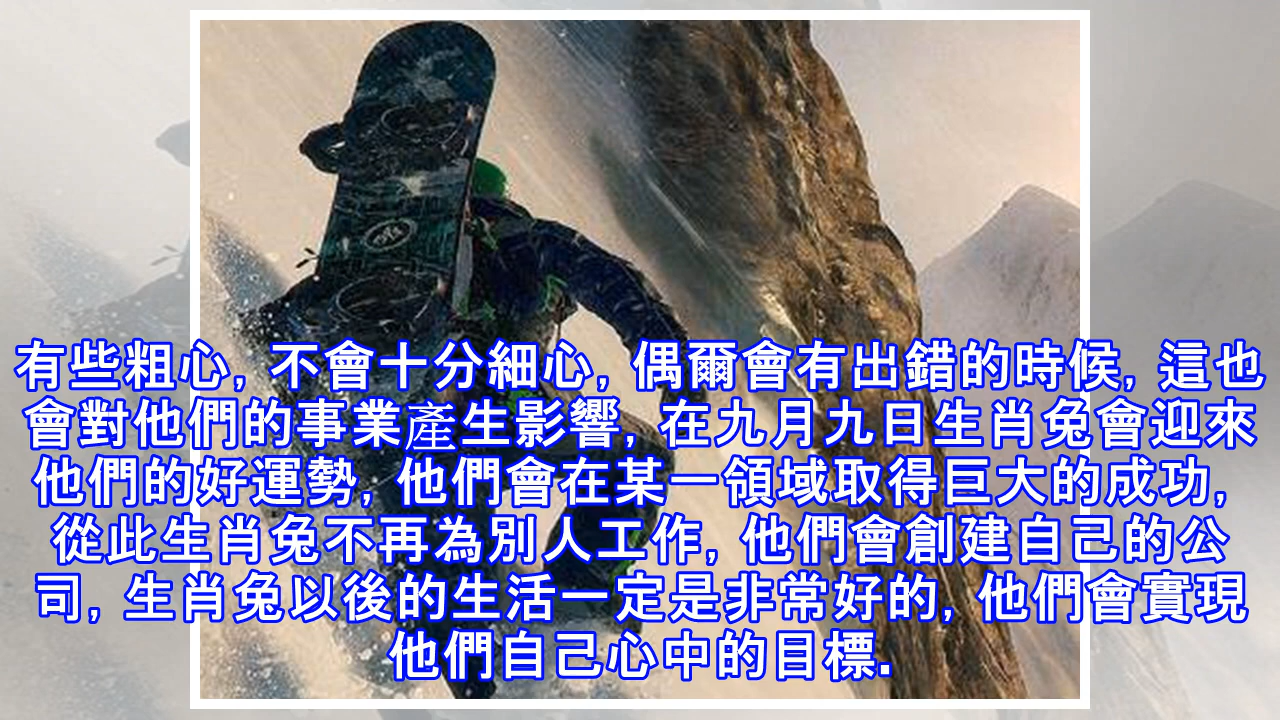 有些粗心, 不會十分細心, 偶爾會有出錯的時候, 這也
會對他們的事業產生影響, 在九月九日生肖兔會迎來
他們的好運勢, 他們會在某一領域取得巨大的成功,
從此生肖兔不再為別人工作, 他們會創建自己的公
司, 生肖兔以後的生活一定是非常好的, 他們會實現
他們自己心中的目標.